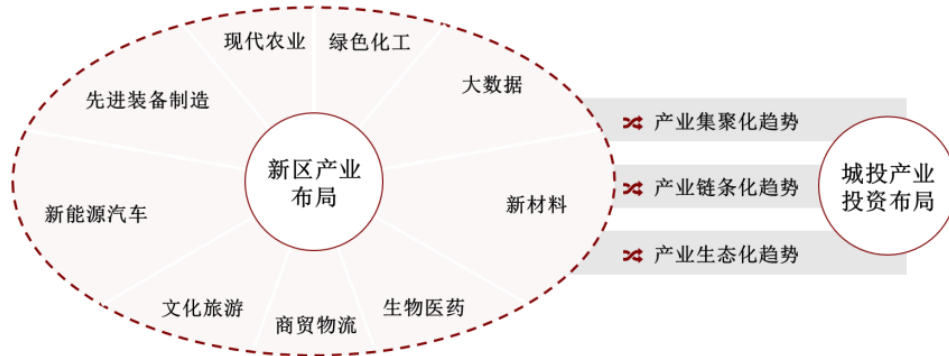 现代农业
绿色化工
先进装备制造
大数据
产业集聚化趋势
新区产业
布局
城投产业
投资布局
产业链条化趋势
新能源汽车
新材料
产业生态化趋势
文化旅游
商贸物流
生物医药